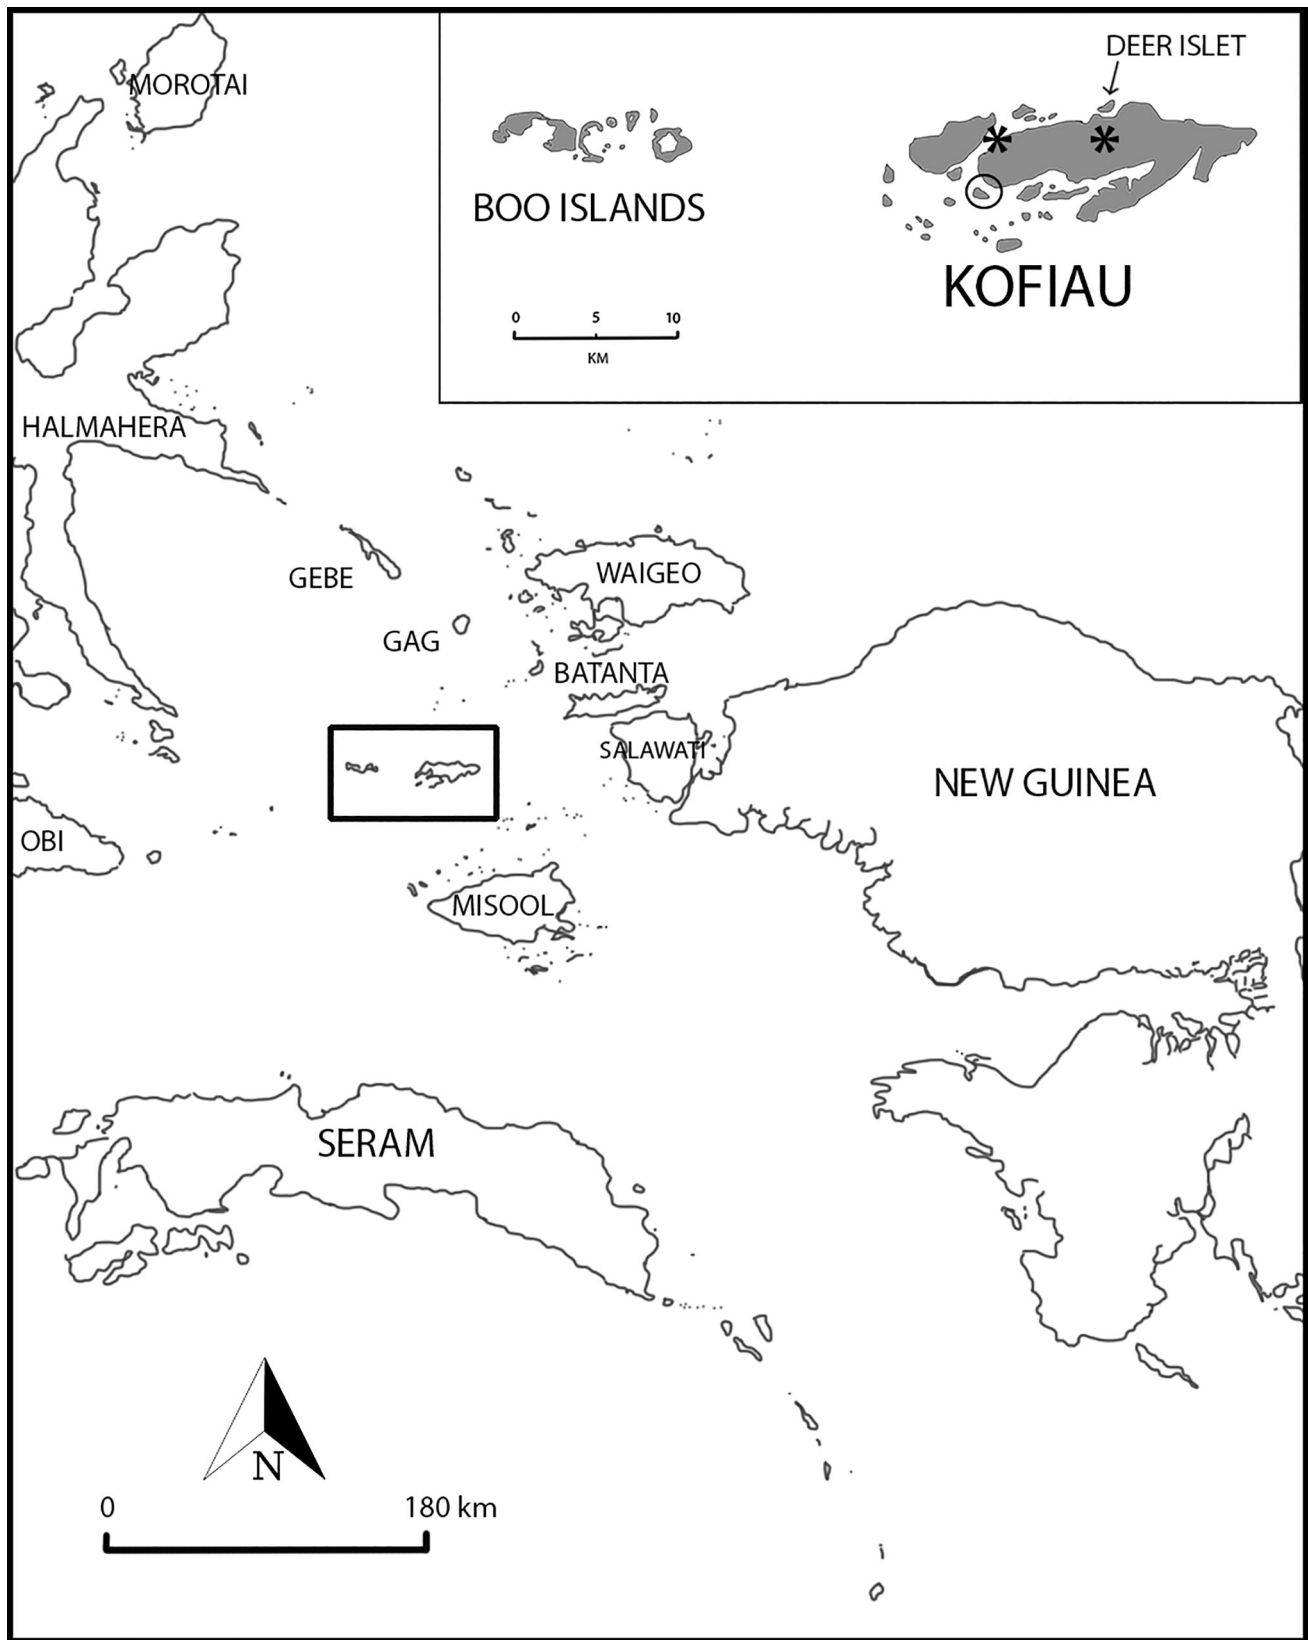 DEER ISLET
MOROTAI
BOO ISLANDS
KOFIAU
0 5 10
KM
HALMAHERA
WAIGEO
GEBE
GAG
BATANTA
SALAWATI
NEW GUINEA
OBI
MISOOL
SERAM
N
0 180 km